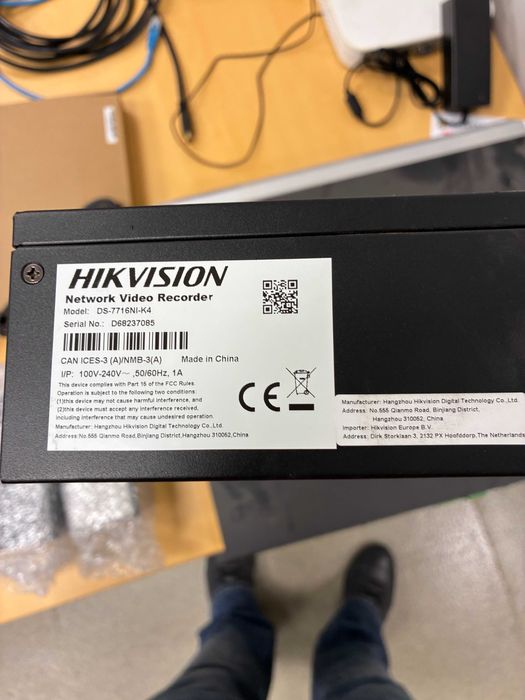 HIKVISION
Network Video Recorder
Model: DS-7716NI-K4
Serial No.: D68237085
CAN ICES-3 (A)/NMB-3(A) Made in China
I/P: 100V-240V～ ,50/60Hz, 1A
This device complies with Part 15 of the FCC Rules.
Operation is subject to the following two conditions:
(1)this device may not cause harmful interference, and
(2)this device must accept any interference received,
including interference that may cause undesired operation.
Manufacturer: Hangzhou Hikvision Digital Technology Co.,Ltd.
Address:No.555 Qianmo Road, Binjiang District,Hangzhou 310052,China
CE
Manufacturer: Hangzhou Hikvision Digital Technology Co., Ltd.
Address: No.555 Qianmo Road, Binjiang District,
Hangzhou 310052, China
Importer: Hikvision Europe B.V.
Address: Dirk Storklaan 3, 2132 PX Hoofddorp,The Netherlands